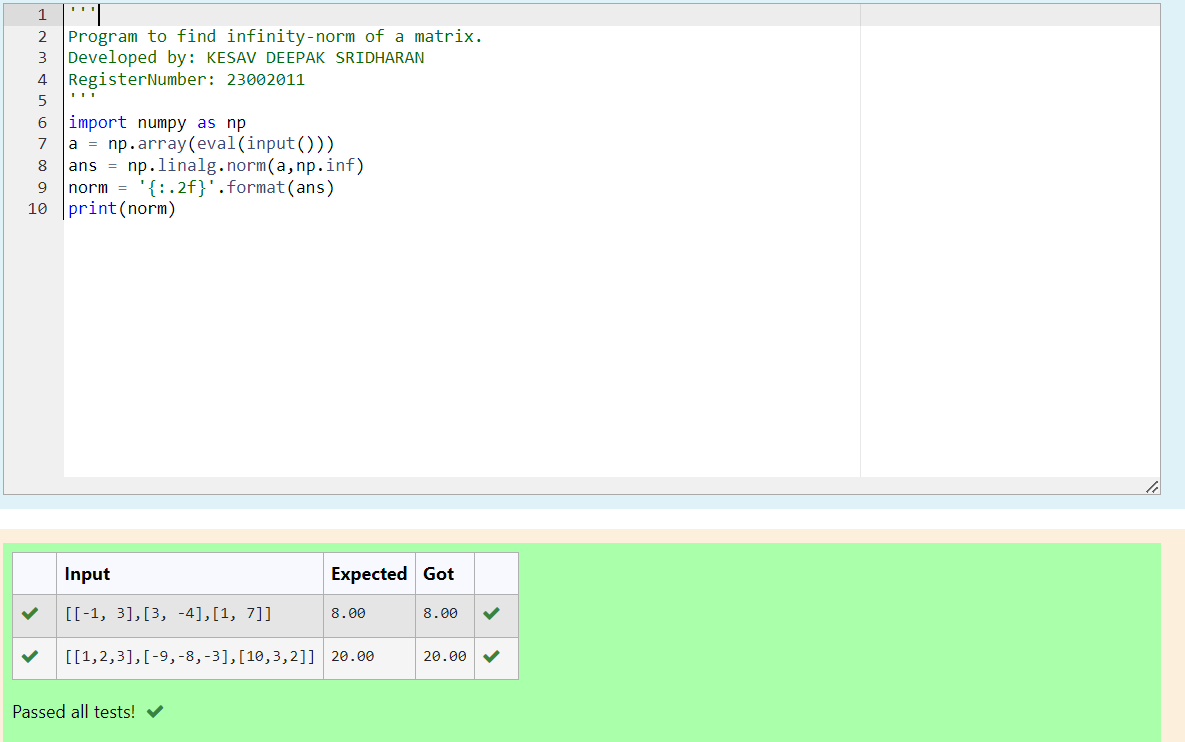 1 '''
2 Program to find infinity-norm of a matrix.
3 Developed by: KESAV DEEPAK SRIDHARAN
4 RegisterNumber: 23002011
5 '''
6 import numpy as np
7 a = np.array(eval(input()))
8 ans = np.linalg.norm(a,np.inf)
9 norm = '{:.2f}'.format(ans)
10 print(norm)
Input Expected Got
[[-1, 3],[3, -4],[1, 7]] 8.00 8.00
[[1,2,3],[-9,-8,-3],[10,3,2]] 20.00 20.00
Passed all tests!